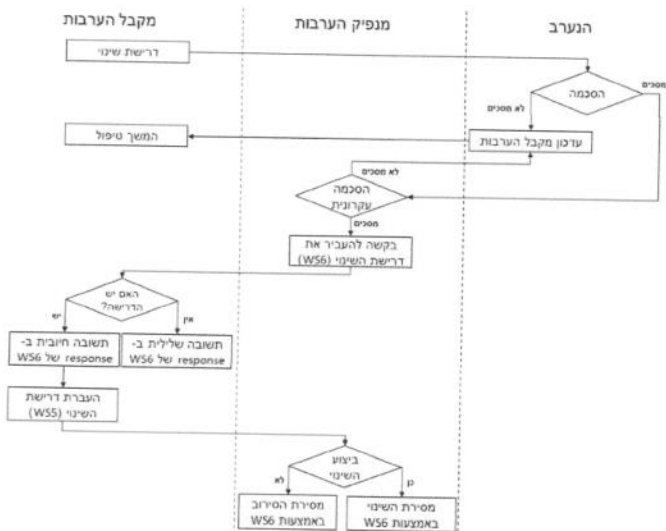 הנערב
מנפיק הערבות
מקבל הערבות
דרישת שינוי
הסכמה
מסכים
לא מסכים
עדכון מקבל הערבות
המשך טיפול
לא מסכים
הסכמה
עקרונית
מסכים
בקשה להעביר את
דרישת השינוי (WS6)
האם יש
הדרישה?
יש
אין
תשובה חיובית ב-
response של WS6
תשובה שלילית ב-
response של WS6
העברת דרישת
השינוי (WS5)
ביצוע
השינוי
כן
לא
מסירת השינוי
באמצעות WS6
מסירת הסירוב
באמצעות WS6